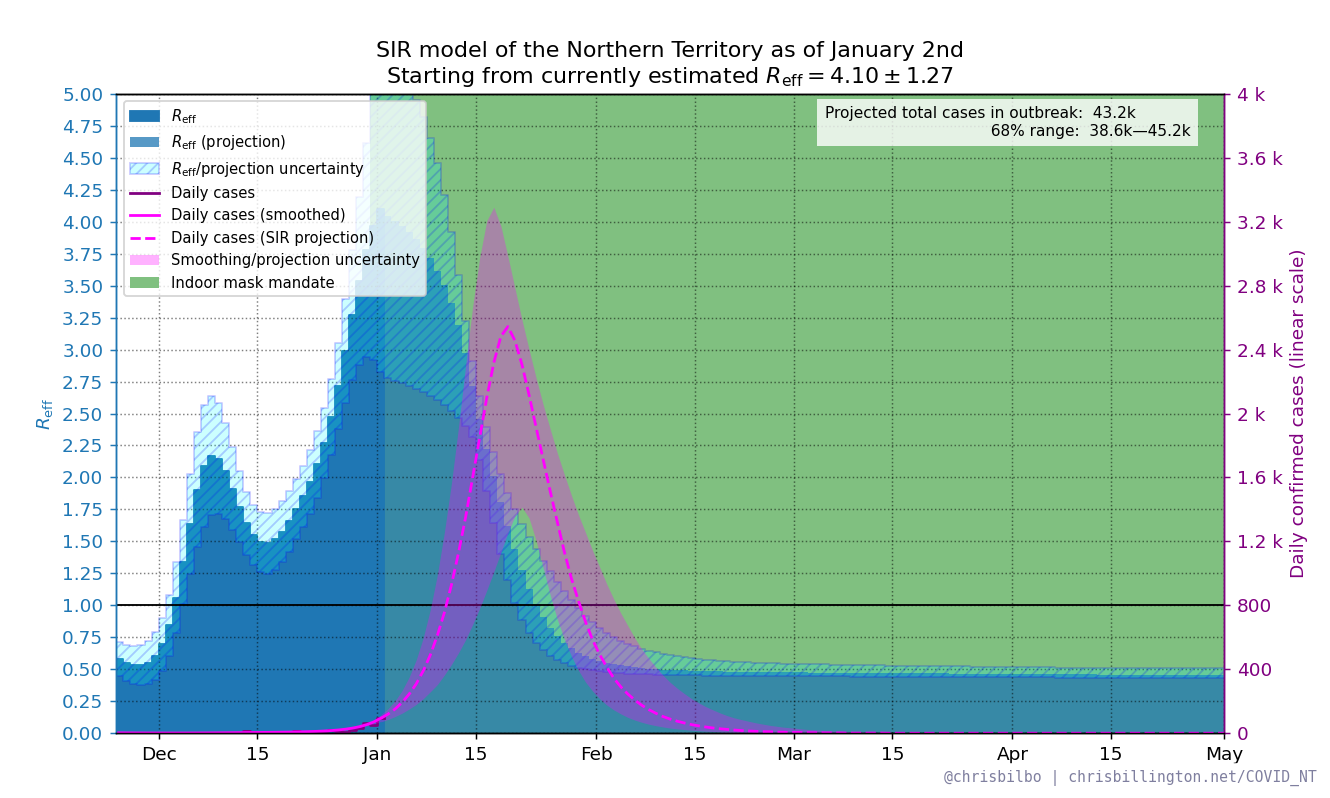 SIR model of the Northern Territory as of January 2nd
Starting from currently estimated R_eff = 4.10 ± 1.27
R_eff
R_eff (projection)
R_eff/projection uncertainty
Daily cases
Daily cases (smoothed)
Daily cases (SIR projection)
Smoothing/projection uncertainty
Indoor mask mandate
Projected total cases in outbreak: 43.2k
68% range: 38.6k—45.2k
5.00
4.75
4.50
4.25
4.00
3.75
3.50
3.25
3.00
2.75
2.50
2.25
2.00
1.75
1.50
1.25
1.00
0.75
0.50
0.25
0.00
R_eff
4 k
3.6 k
3.2 k
2.8 k
2.4 k
2 k
1.6 k
1.2 k
800
400
0
Daily confirmed cases (linear scale)
Dec 15 Jan 15 Feb 15 Mar 15 Apr 15 May
@chrisbilbo | chrisbillington.net/COVID_NT